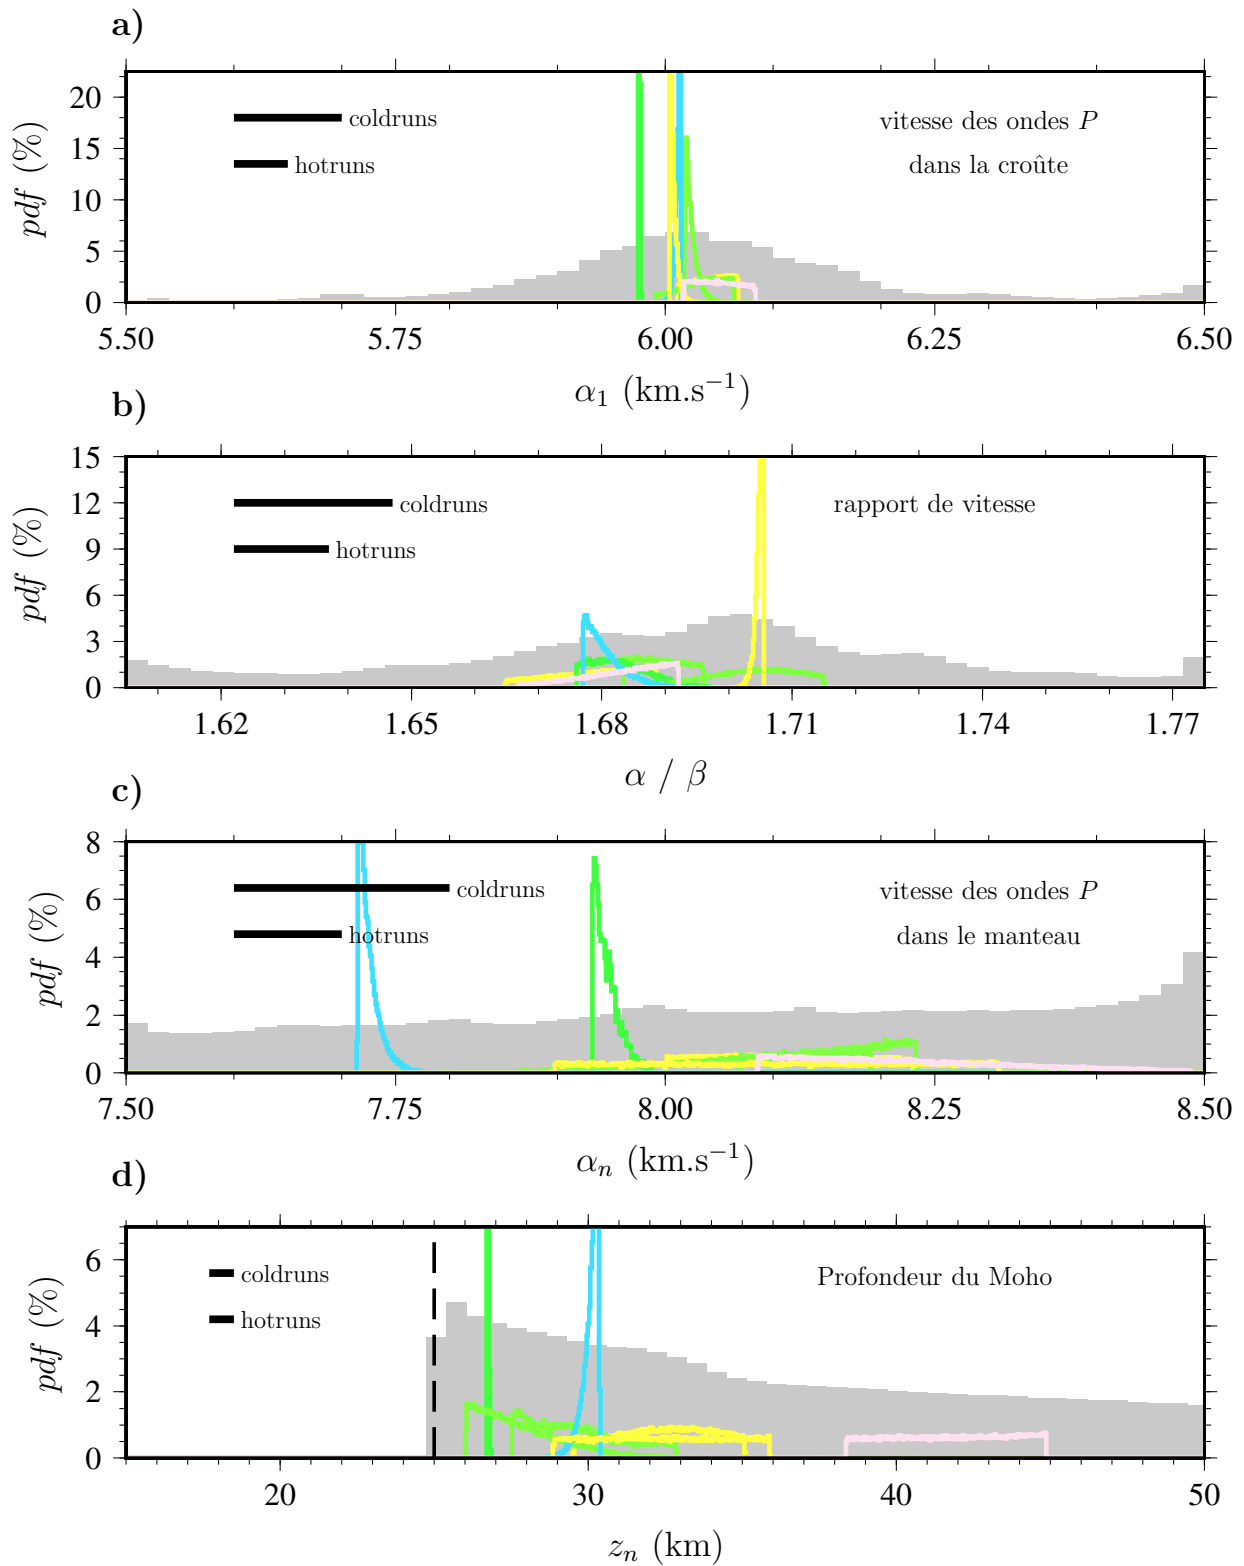 a)
pdf (%)
20
15
10
5
0
coldruns
hotruns
vitesse des ondes P
dans la croûte
5.50 5.75 6.00 6.25 6.50
α₁ (km.s⁻¹)
b)
pdf (%)
15
12
9
6
3
0
coldruns
hotruns
rapport de vitesse
1.62 1.65 1.68 1.71 1.74 1.77
α / β
c)
pdf (%)
8
6
4
2
0
coldruns
hotruns
vitesse des ondes P
dans le manteau
7.50 7.75 8.00 8.25 8.50
αₙ (km.s⁻¹)
d)
pdf (%)
6
4
2
0
coldruns
hotruns
Profondeur du Moho
20 30 40 50
zₙ (km)